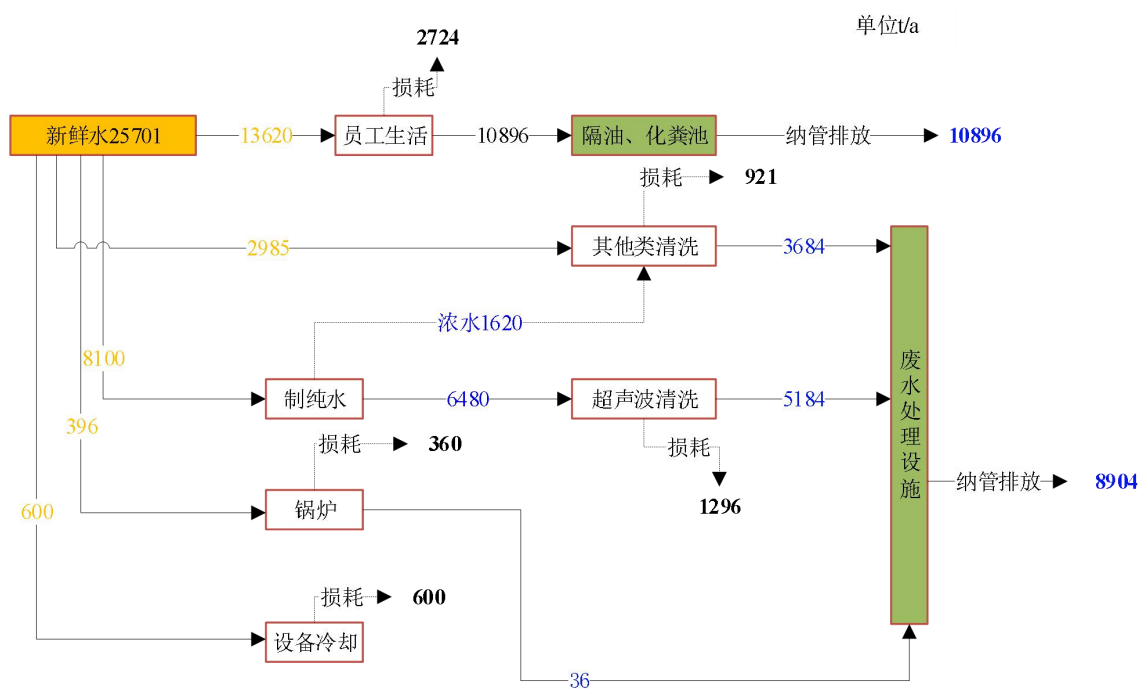 单位t/a
2724
损耗
新鲜水25701
13620
员工生活
10896
隔油、化粪池
纳管排放
10896
损耗
921
2985
其他类清洗
3684
浓水1620
8100
制纯水
6480
超声波清洗
5184
废水处理设施
396
损耗
360
损耗
纳管排放
8904
600
锅炉
1296
损耗
600
设备冷却
36